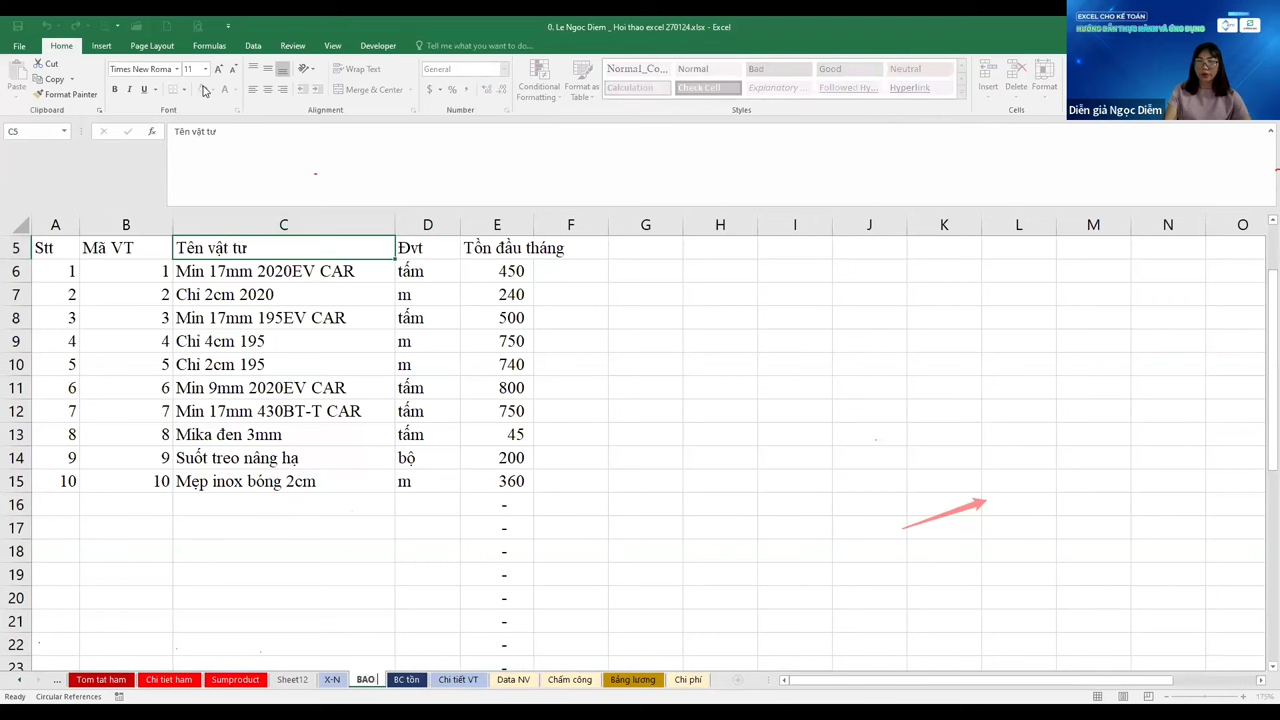 0. Le Ngoc Diem _ Hoi thao excel 270124.xlsx - Excel
EXCEL CHO KẾ TOÁN
HƯỚNG DẪN THỰC HÀNH VÀ ỨNG DỤNG
Diễn giả Ngọc Diễm
File Home Insert Page Layout Formulas Data Review View Developer Tell me what you want to do...
Paste
Cut
Copy
Format Painter
Clipboard
Times New Roma 11
B I U
Font
Wrap Text
Merge & Center
Alignment
General
$ % ,
Number
Conditional Formatting
Format as Table
Normal_Co... Normal Bad Good Neutral
Calculation Check Cell Explanatory ... Followed Hy... Hyperlink
Styles
Insert Delete Format
Cells
C5 fx Tên vật tư
A B C D E F G H I J K L M N O
5 Stt Mã VT Tên vật tư Đvt Tồn đầu tháng
6 1 1 Min 17mm 2020EV CAR tấm 450
7 2 2 Chỉ 2cm 2020 m 240
8 3 3 Min 17mm 195EV CAR tấm 500
9 4 4 Chỉ 4cm 195 m 750
10 5 5 Chỉ 2cm 195 m 740
11 6 6 Min 9mm 2020EV CAR tấm 800
12 7 7 Min 17mm 430BT-T CAR tấm 750
13 8 8 Mika đen 3mm tấm 45
14 9 9 Suốt treo nâng hạ bộ 200
15 10 10 Mẹp inox bóng 2cm m 360
16 -
17 -
18 -
19 -
20 -
21 -
22 -
23 -
... Tom tat ham Chi tiet ham Sumproduct Sheet12 X-N BAO BC tồn Chi tiết VT Data NV Chấm công Bảng lương Chi phí
Ready Circular References 175%